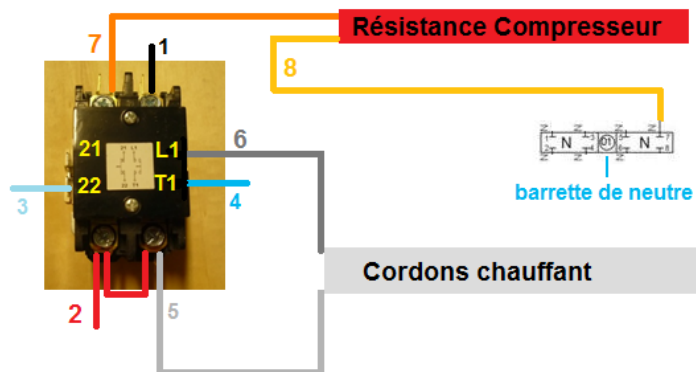 Résistance Compresseur
7
1
8
21
L1
6
N
D1
N
22
T1
3
4
barrette de neutre
Cordons chauffant
2
5